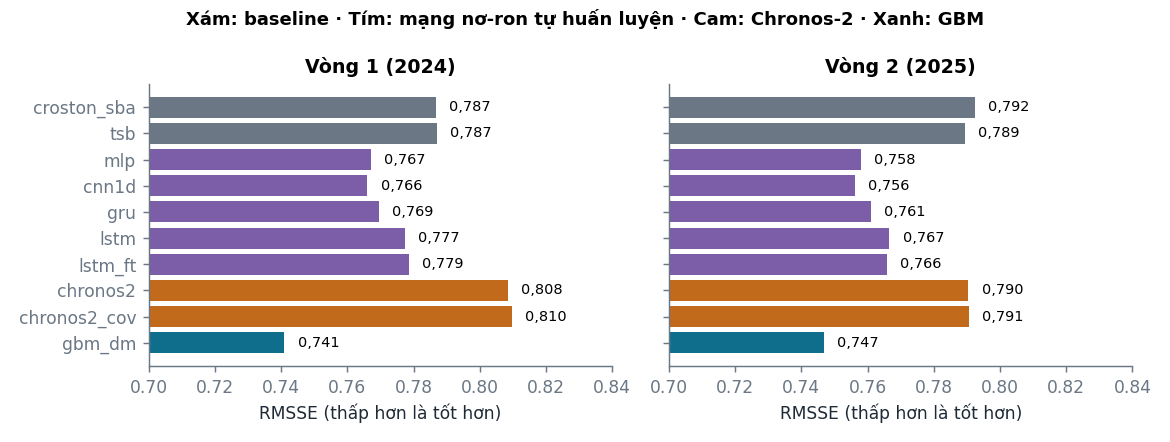 Xám: baseline · Tím: mạng nơ-ron tự huấn luyện · Cam: Chronos-2 · Xanh: GBM
Vòng 1 (2024)
croston_sba 0,787
tsb 0,787
mlp 0,767
cnn1d 0,766
gru 0,769
lstm 0,777
lstm_ft 0,779
chronos2 0,808
chronos2_cov 0,810
gbm_dm 0,741
0.70 0.72 0.74 0.76 0.78 0.80 0.82 0.84
RMSSE (thấp hơn là tốt hơn)
Vòng 2 (2025)
0,792
0,789
0,758
0,756
0,761
0,767
0,766
0,790
0,791
0,747
0.70 0.72 0.74 0.76 0.78 0.80 0.82 0.84
RMSSE (thấp hơn là tốt hơn)